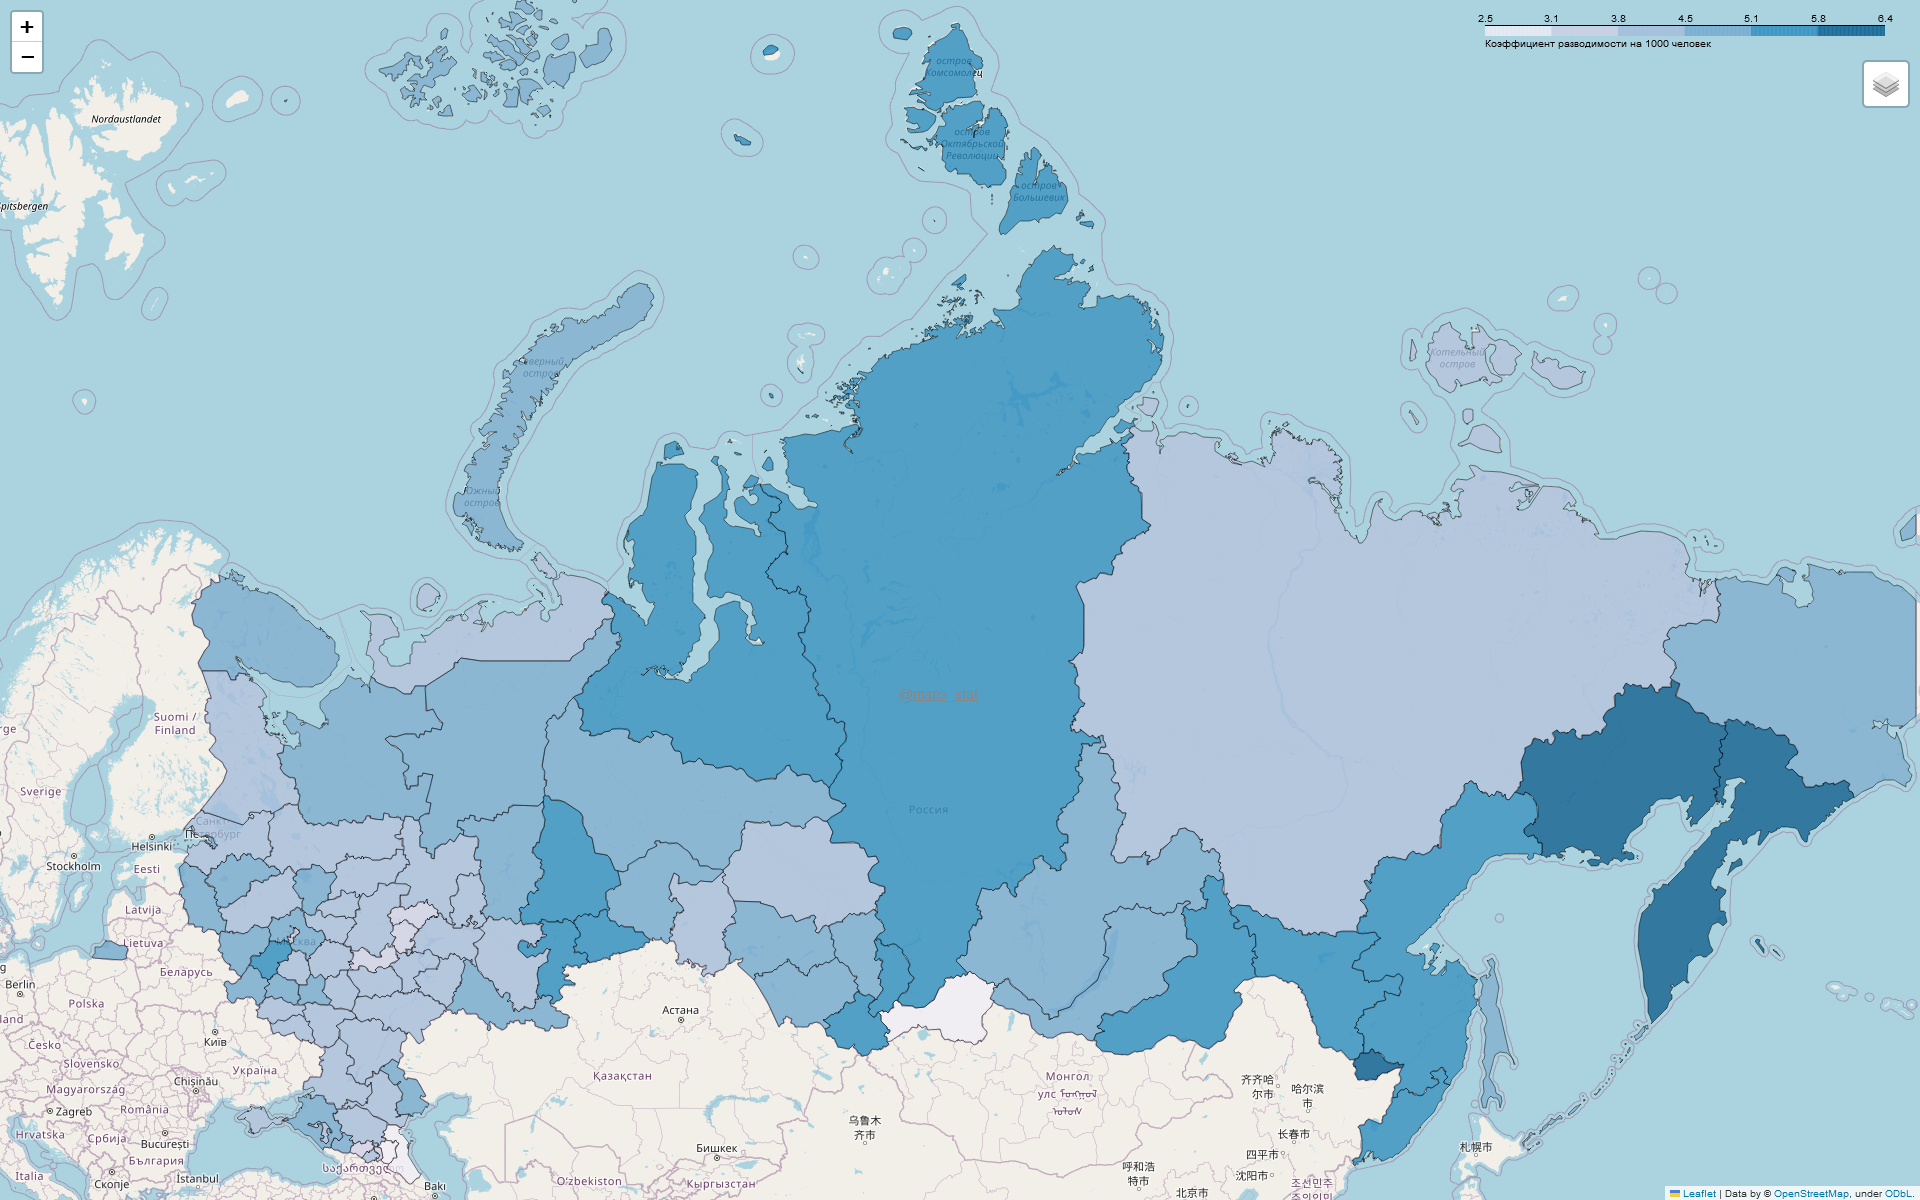 +
−
2.5 3.1 3.8 4.5 5.1 5.8 6.4
Коэффициент разводимости на 1000 человек
остров
Комсомолец
остров
Октябрьской
Революции
остров
Большевик
Nordaustlandet
Spitsbergen
Северный
остров
Котельный
остров
Южный
остров
Suomi /
Finland
Sverige
Россия
Санкт-
Петербург
Helsinki
Stockholm
Eesti
Latvija
Lietuva
Москва
Беларусь
Berlin
Polska
Астана
Київ
Česko
Slovensko
Україна
Қазақстан
Монгол
улс
齐齐哈
尔市
哈尔滨
市
Chișinău
Magyarország
Zagreb
România
乌鲁木
齐市
长春市
Hrvatska
Србија
București
Бишкек
札幌市
България
四平市
Italia
Скопје
İstanbul
საქართველო
Bakı
O'zbekiston
Кыргызстан
呼和浩
特市
沈阳市
北京市
조선민주
Leaflet | Data by © OpenStreetMap, under ODbL.